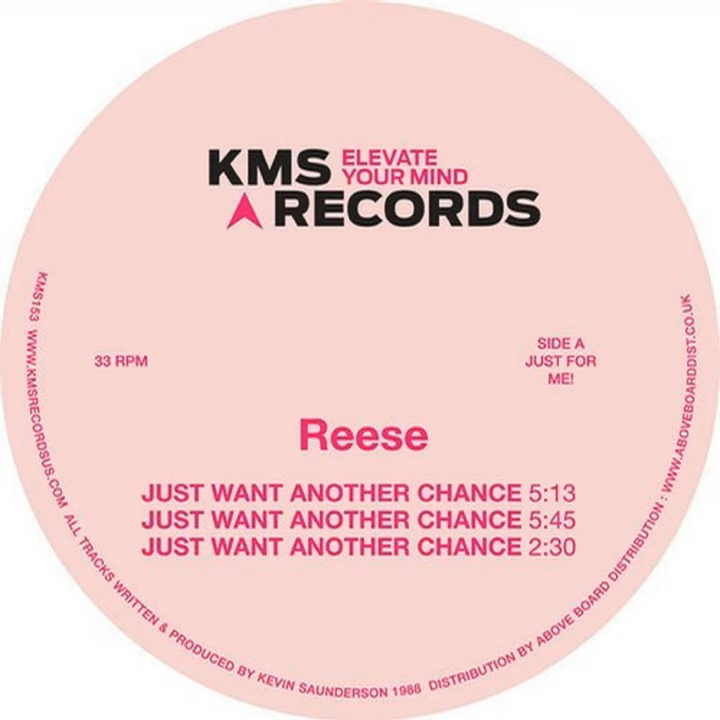 KMS ELEVATE
YOUR MIND
RECORDS
33 RPM
SIDE A
JUST FOR
ME!
Reese
JUST WANT ANOTHER CHANCE 5:13
JUST WANT ANOTHER CHANCE 5:45
JUST WANT ANOTHER CHANCE 2:30
KMS153 WWW.KMSRECORDSUS.COM ALL TRACKS WRITTEN & PRODUCED BY KEVIN SAUNDERSON 1988 DISTRIBUTION BY ABOVE BOARD DISTRIBUTION : WWW.ABOVEBOARDDIST.CO.UK